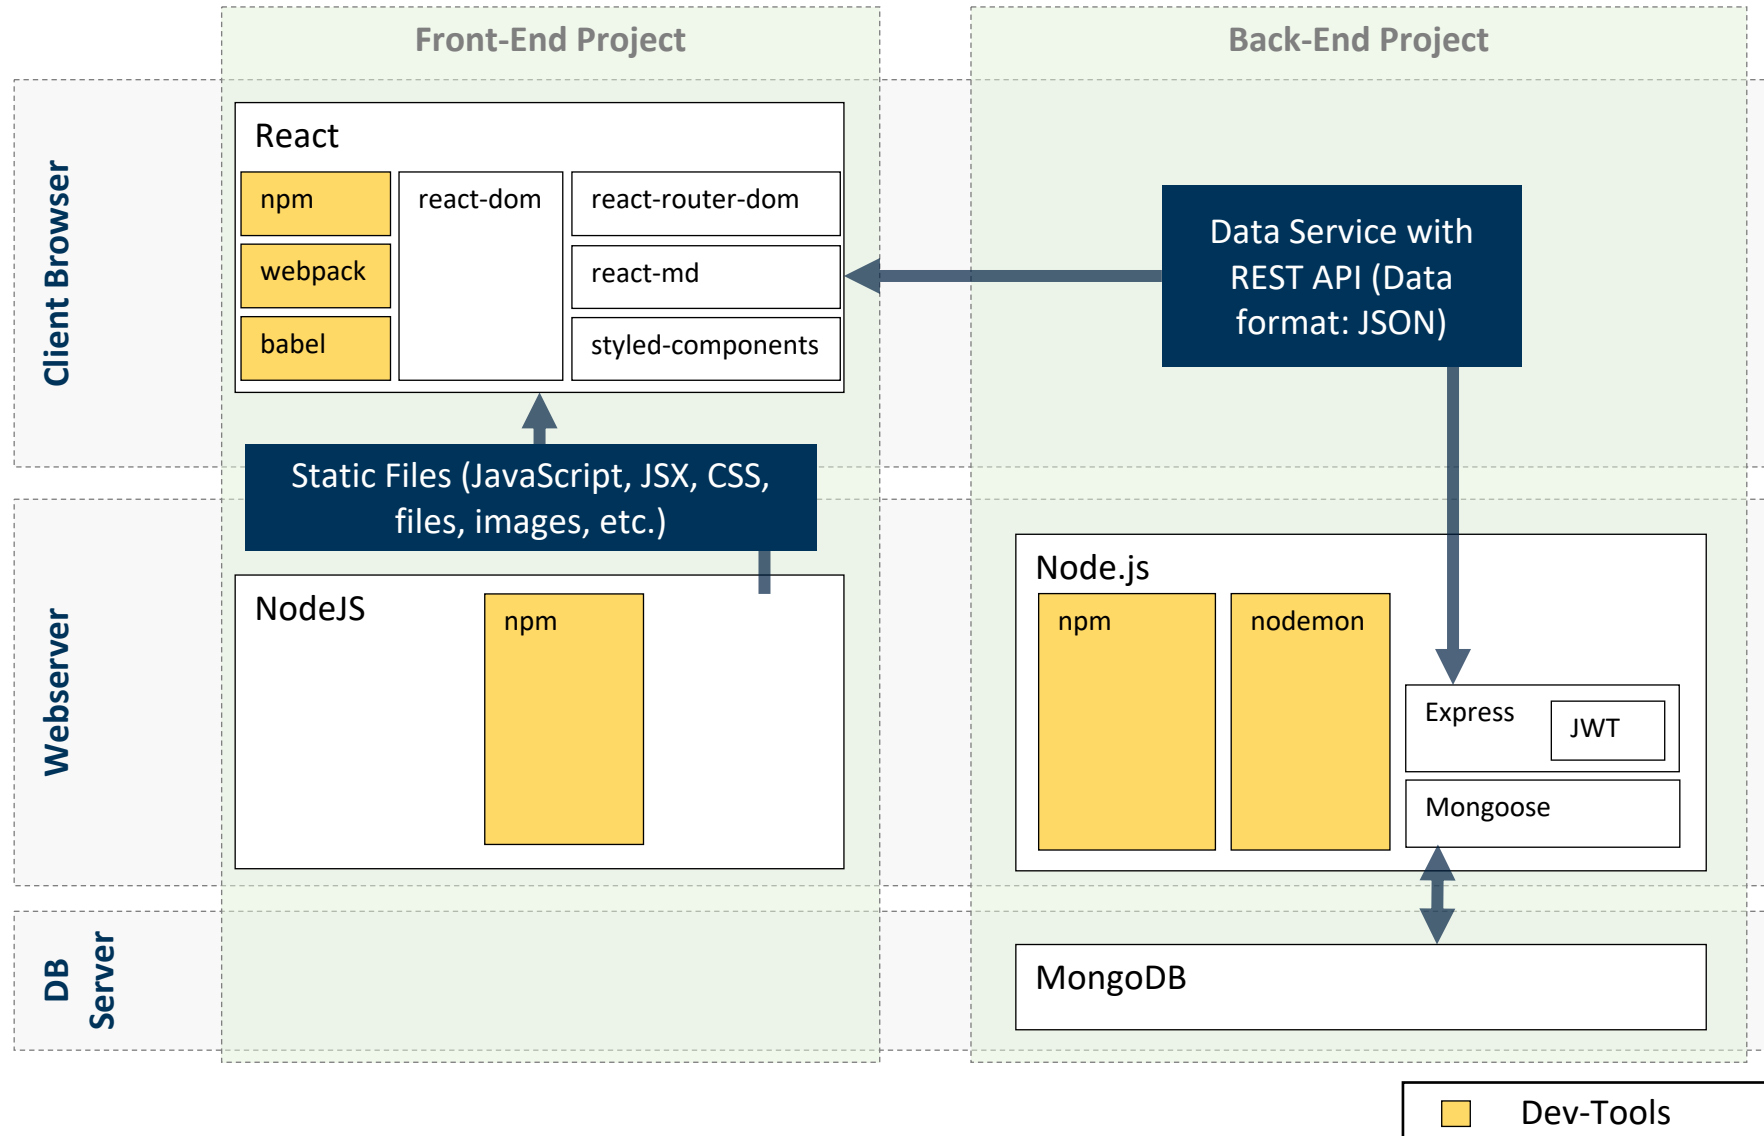 Front-End Project
Back-End Project
Client Browser
React
npm
react-dom
react-router-dom
webpack
react-md
babel
styled-components
Data Service with
REST API (Data
format: JSON)
Static Files (JavaScript, JSX, CSS,
files, images, etc.)
Webserver
NodeJS
npm
Node.js
npm
nodemon
Express
JWT
Mongoose
DB
Server
MongoDB
Dev-Tools